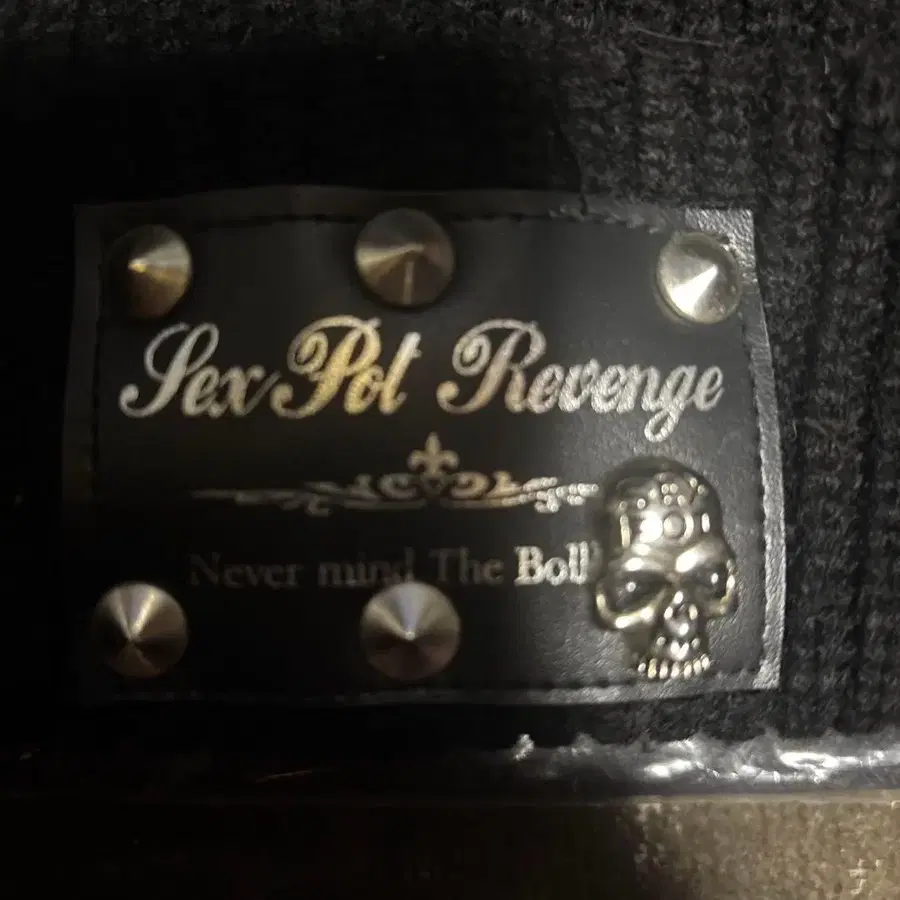 Sex Pot Revenge
Never mind The Boll